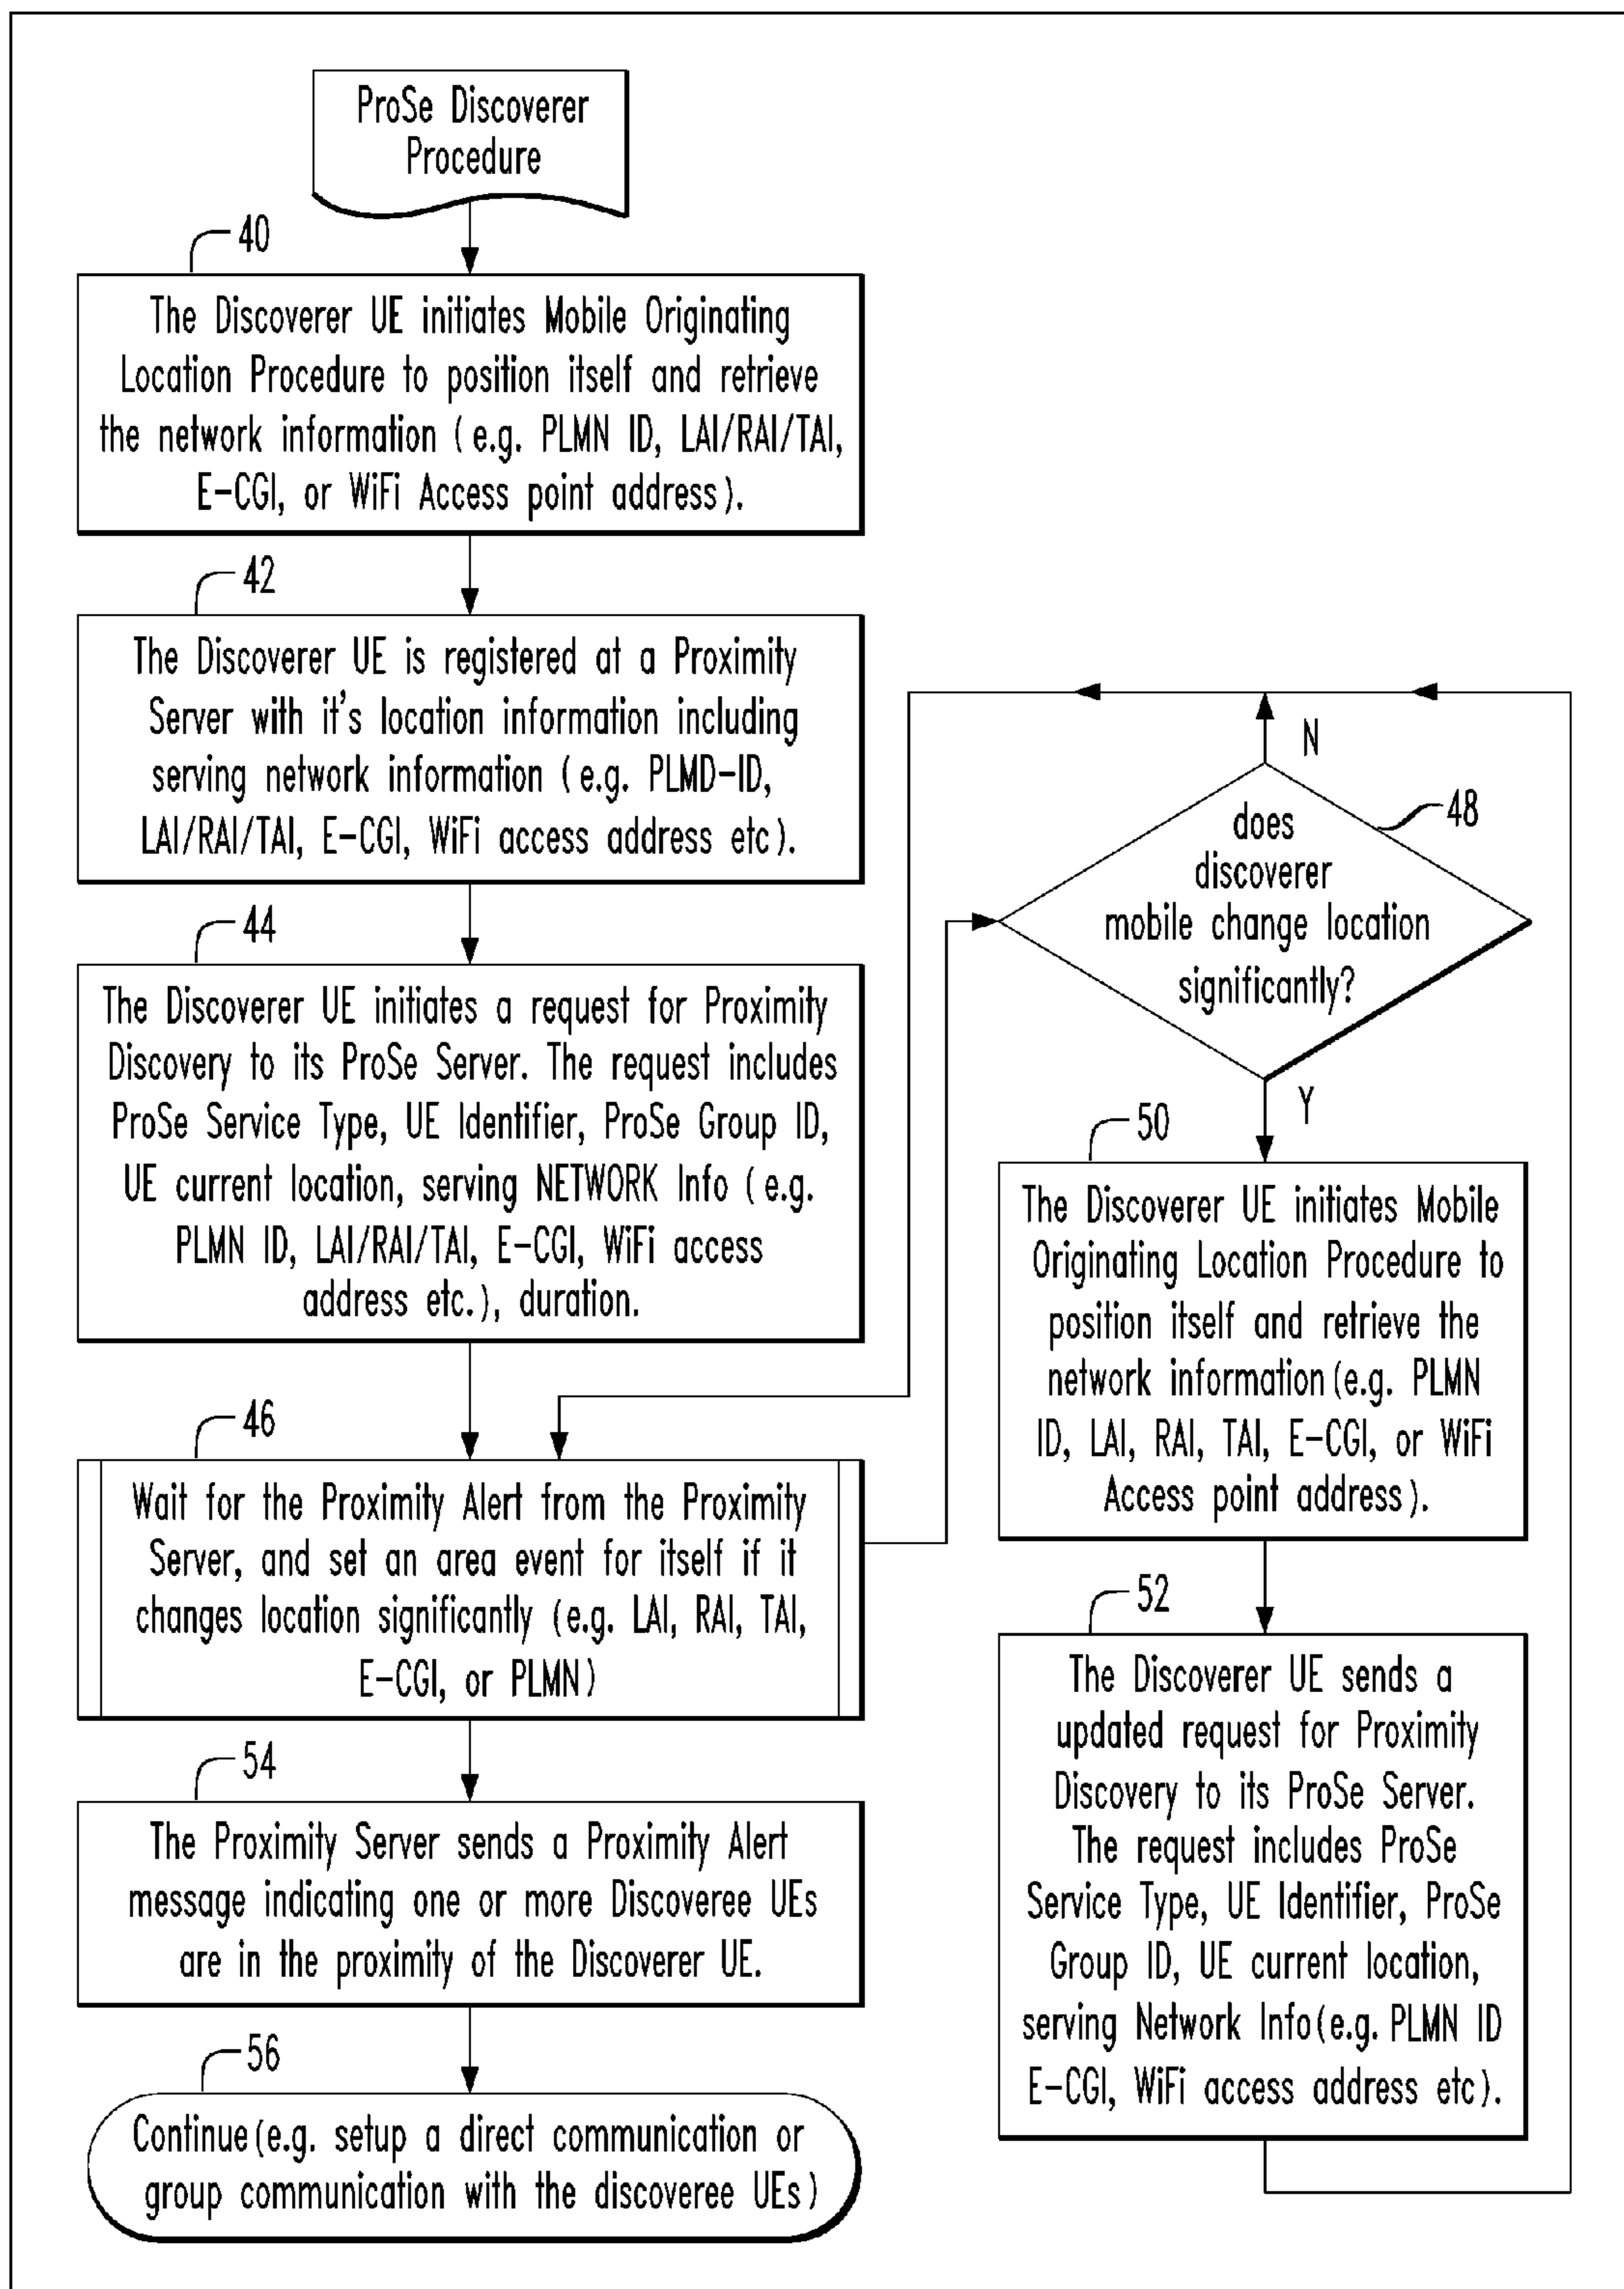 ProSe Discoverer
Procedure
40
The Discoverer UE initiates Mobile Originating
Location Procedure to position itself and retrieve
the network information (e.g. PLMN ID, LAI/RAI/TAI,
E-CGI, or WiFi Access point address).
42
The Discoverer UE is registered at a Proximity
Server with it's location information including
serving network information (e.g. PLMD-ID,
LAI/RAI/TAI, E-CGI, WiFi access address etc).
44
The Discoverer UE initiates a request for Proximity
Discovery to its ProSe Server. The request includes
ProSe Service Type, UE Identifier, ProSe Group ID,
UE current location, serving NETWORK Info (e.g.
PLMN ID, LAI/RAI/TAI, E-CGI, WiFi access
address etc.), duration.
46
Wait for the Proximity Alert from the Proximity
Server, and set an area event for itself if it
changes location significantly (e.g. LAI, RAI, TAI,
E-CGI, or PLMN)
54
The Proximity Server sends a Proximity Alert
message indicating one or more Discoveree UEs
are in the proximity of the Discoverer UE.
56
Continue(e.g. setup a direct communication or
group communication with the discoveree UEs)
N
48
does
discoverer
mobile change location
significantly?
Y
50
The Discoverer UE initiates Mobile
Originating Location Procedure to
position itself and retrieve the
network information(e.g. PLMN
ID, LAI, RAI, TAI, E-CGI, or WiFi
Access point address).
52
The Discoverer UE sends a
updated request for Proximity
Discovery to its ProSe Server.
The request includes ProSe
Service Type, UE Identifier, ProSe
Group ID, UE current location,
serving Network Info(e.g. PLMN ID
E-CGI, WiFi access address etc).